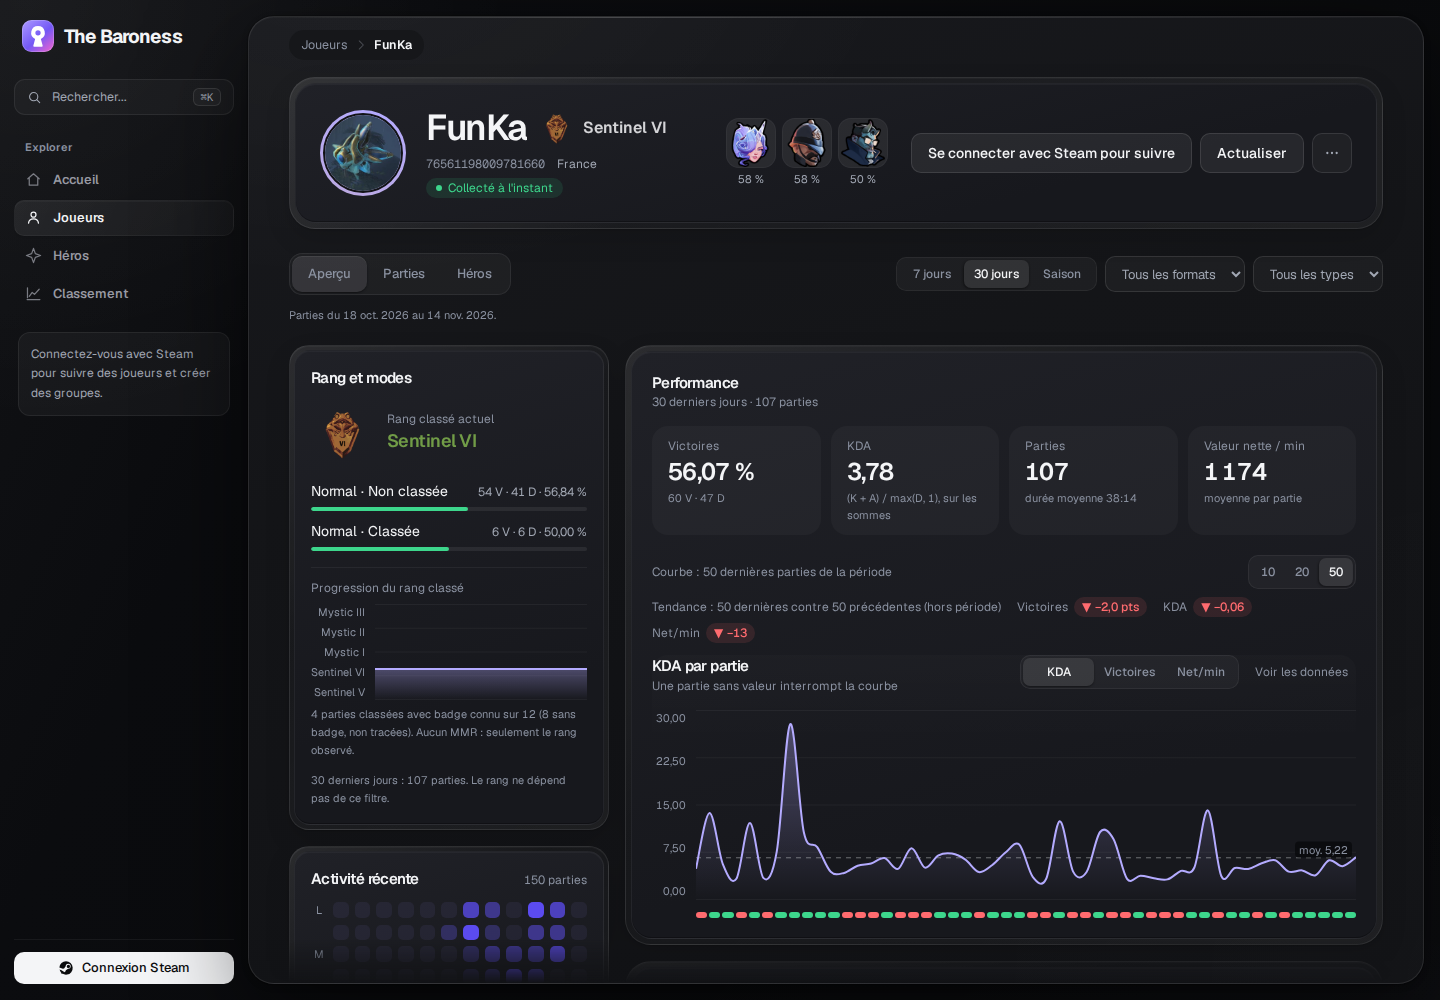 The Baroness
Rechercher...
⌘K
Explorer
Accueil
Joueurs
Héros
Classement
Connectez-vous avec Steam
pour suivre des joueurs et créer
des groupes.
Connexion Steam
Joueurs > FunKa
FunKa
Sentinel VI
76561198009781660 France
Collecté à l'instant
58 % 58 % 50 %
Se connecter avec Steam pour suivre
Actualiser
···
Aperçu Parties Héros
7 jours 30 jours Saison
Tous les formats
Tous les types
Parties du 18 oct. 2026 au 14 nov. 2026.
Rang et modes
Rang classé actuel
Sentinel VI
VI
Normal · Non classée 54 V · 41 D · 56,84 %
Normal · Classée 6 V · 6 D · 50,00 %
Progression du rang classé
Mystic III
Mystic II
Mystic I
Sentinel VI
Sentinel V
4 parties classées avec badge connu sur 12 (8 sans
badge, non tracées). Aucun MMR : seulement le rang
observé.
30 derniers jours : 107 parties. Le rang ne dépend
pas de ce filtre.
Activité récente 150 parties
L
M
Performance
30 derniers jours · 107 parties
Victoires
56,07 %
60 V · 47 D
KDA
3,78
(K + A) / max(D, 1), sur les
sommes
Parties
107
durée moyenne 38:14
Valeur nette / min
1 174
moyenne par partie
Courbe : 50 dernières parties de la période
10 20 50
Tendance : 50 dernières contre 50 précédentes (hors période) Victoires ▼ −2,0 pts KDA ▼ −0,06
Net/min ▼ −13
KDA par partie
Une partie sans valeur interrompt la courbe
KDA Victoires Net/min
Voir les données
30,00
22,50
15,00
7,50
0,00
moy. 5,22